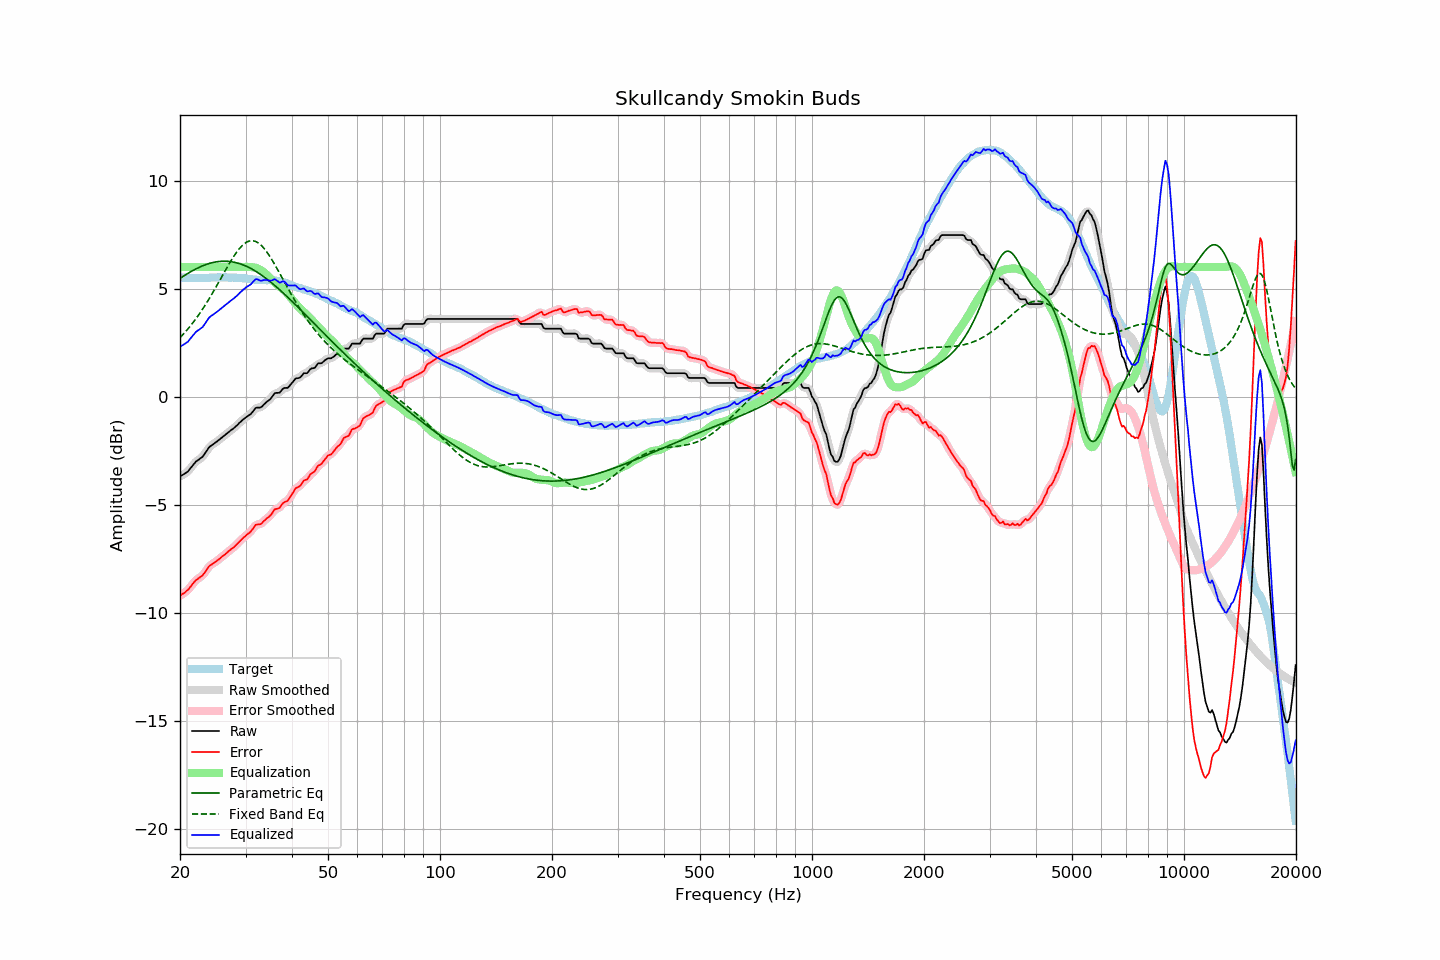 Skullcandy Smokin Buds
Amplitude (dBr)
10
5
0
−5
−10
−15
−20
Target
Raw Smoothed
Error Smoothed
Raw
Error
Equalization
Parametric Eq
Fixed Band Eq
Equalized
20 50 100 200 500 1000 2000 5000 10000 20000
Frequency (Hz)